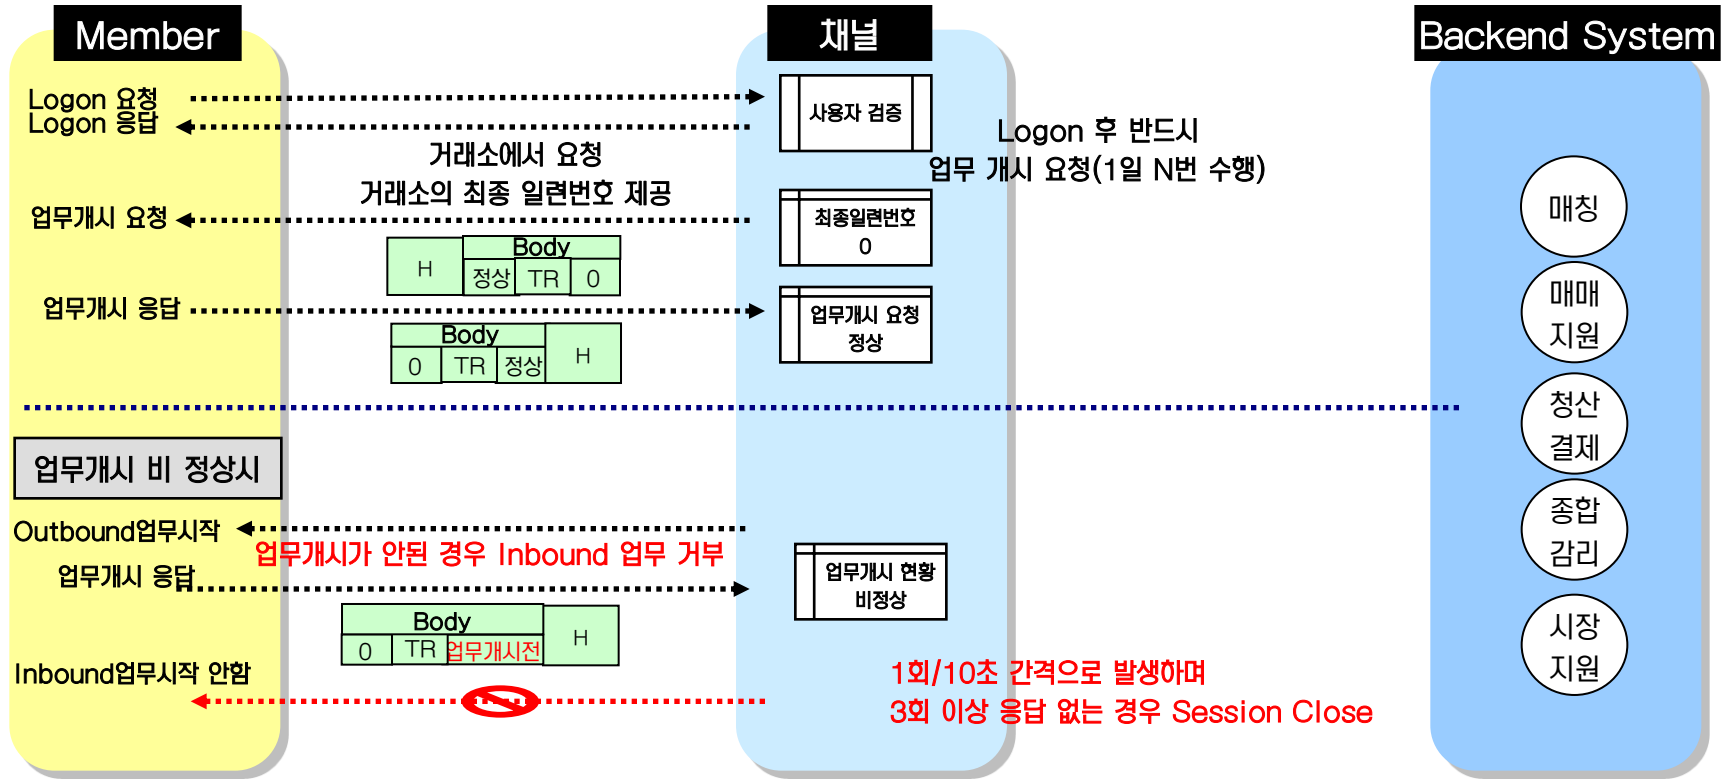 Member
채널
Backend System
Logon 요청
Logon 응답
사용자 검증
Logon 후 반드시
업무 개시 요청(1일 N번 수행)
거래소에서 요청
거래소의 최종 일련번호 제공
업무개시 요청
최종일련번호
0
H
Body
정상
TR
0
업무개시 응답
업무개시 요청
정상
Body
0
TR
정상
H
매칭
매매
지원
청산
결제
종합
감리
시장
지원
업무개시 비 정상시
Outbound업무시작
업무개시가 안된 경우 Inbound 업무 거부
업무개시 응답
업무개시 현황
비정상
Body
0
TR
업무개시전
H
Inbound업무시작 안함
1회/10초 간격으로 발생하며
3회 이상 응답 없는 경우 Session Close